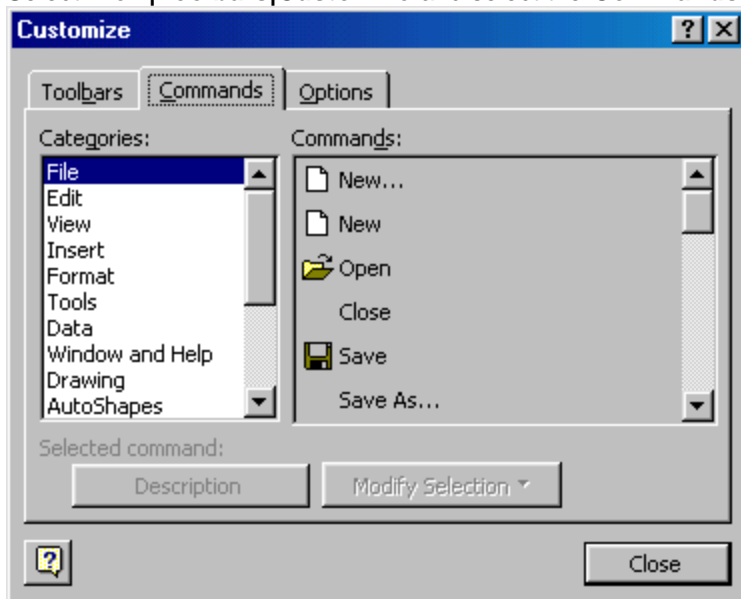 Customize
Toolbars Commands Options
Categories: Commands:
File
Edit
View
Insert
Format
Tools
Data
Window and Help
Drawing
AutoShapes
New...
New
Open
Close
Save
Save As...
Selected command:
Description Modify Selection
Close